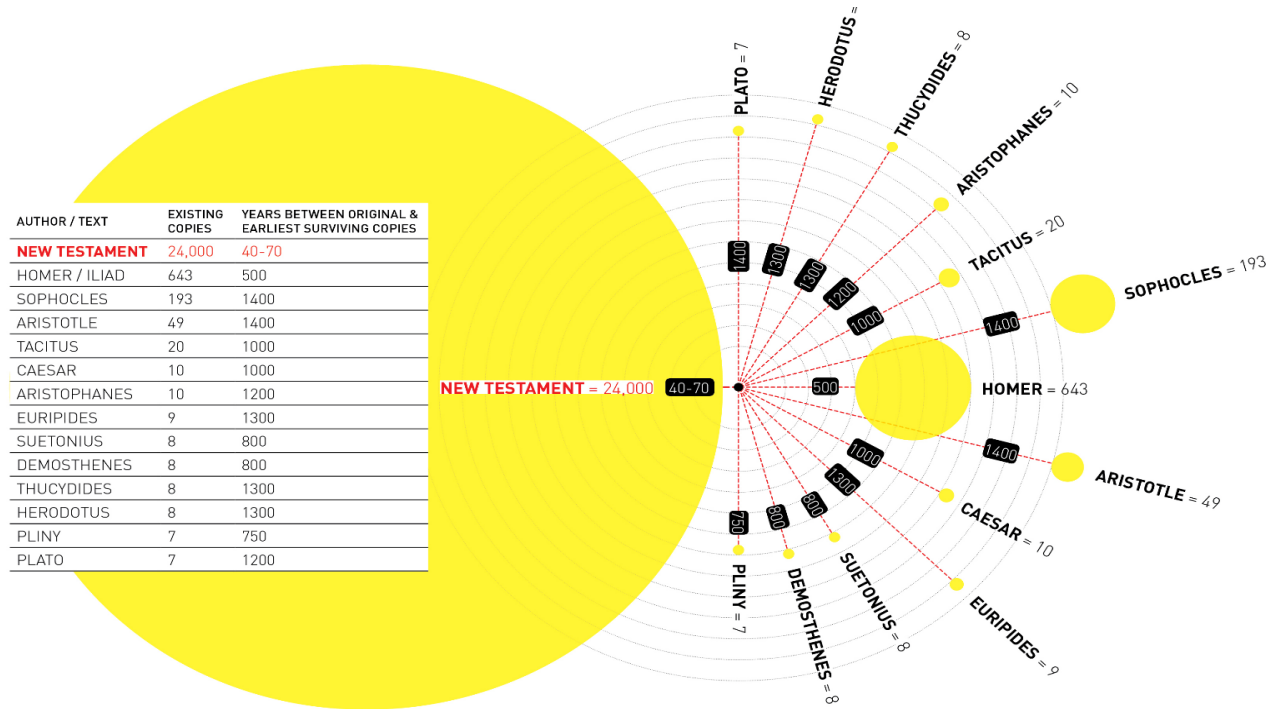 AUTHOR / TEXT EXISTING COPIES YEARS BETWEEN ORIGINAL & EARLIEST SURVIVING COPIES
NEW TESTAMENT 24,000 40-70
HOMER / ILIAD 643 500
SOPHOCLES 193 1400
ARISTOTLE 49 1400
TACITUS 20 1000
CAESAR 10 1000
ARISTOPHANES 10 1200
EURIPIDES 9 1300
SUETONIUS 8 800
DEMOSTHENES 8 800
THUCYDIDES 8 1300
HERODOTUS 8 1300
PLINY 7 750
PLATO 7 1200
NEW TESTAMENT = 24,000 40-70
PLATO = 7
1400
HERODOTUS =
1300
THUCYDIDES = 8
1300
ARISTOPHANES = 10
1200
TACITUS = 20
1000
SOPHOCLES = 193
1400
HOMER = 643
500
ARISTOTLE = 49
1400
CAESAR = 10
1000
EURIPIDES = 9
1300
SUETONIUS = 8
800
DEMOSTHENES = 8
800
PLINY = 7
750